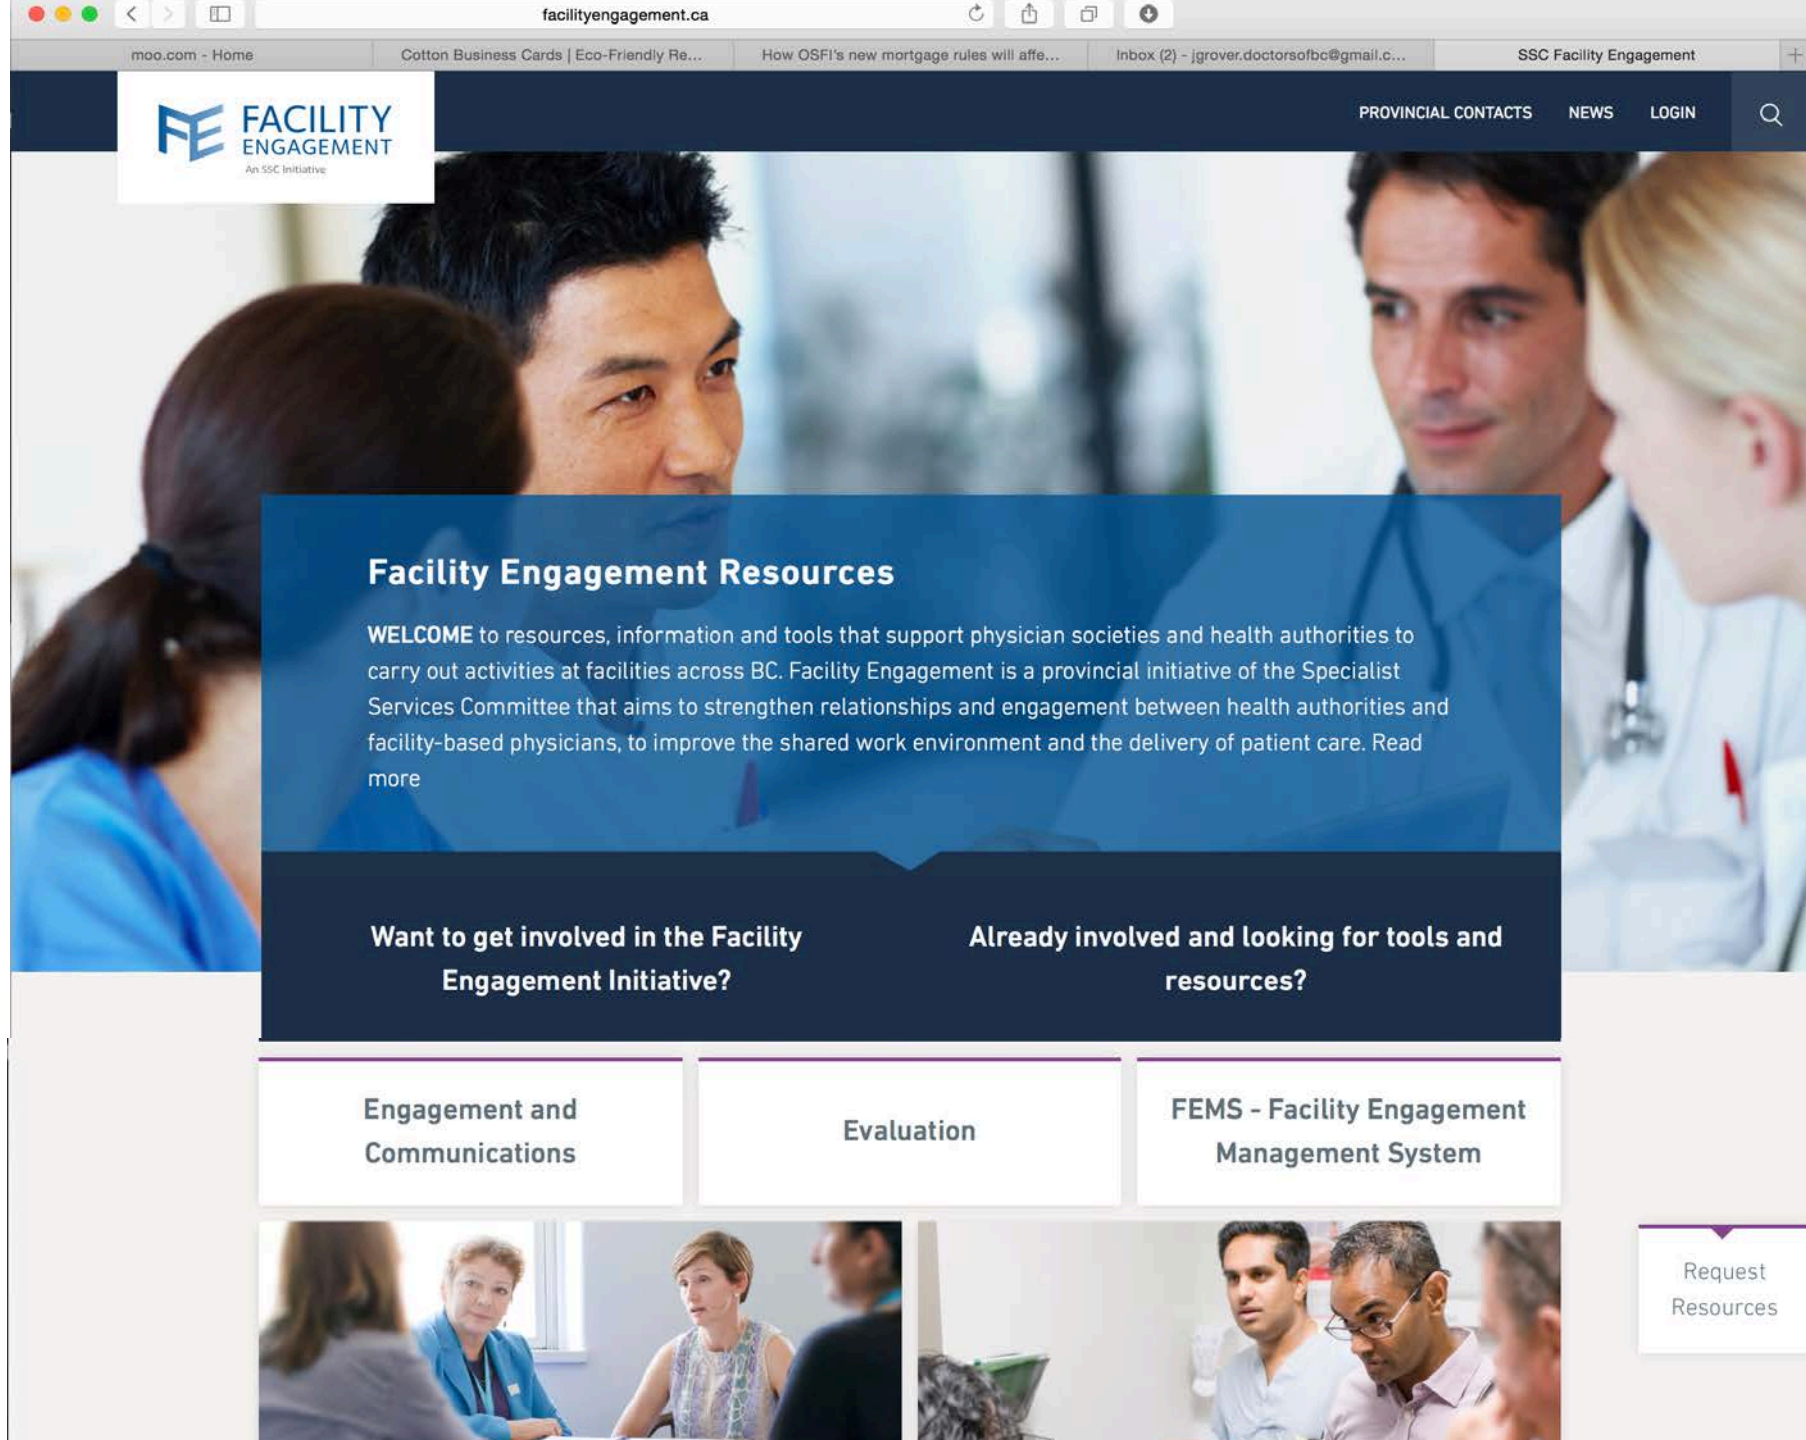 facilityengagement.ca
moo.com - Home
Cotton Business Cards | Eco-Friendly Re...
How OSFI's new mortgage rules will affe...
Inbox (2) - jgrover.doctorsofbc@gmail.c...
SSC Facility Engagement
FACILITY
ENGAGEMENT
An SSC Initiative
PROVINCIAL CONTACTS
NEWS
LOGIN
Facility Engagement Resources
WELCOME to resources, information and tools that support physician societies and health authorities to
carry out activities at facilities across BC. Facility Engagement is a provincial initiative of the Specialist
Services Committee that aims to strengthen relationships and engagement between health authorities and
facility-based physicians, to improve the shared work environment and the delivery of patient care. Read
more
Want to get involved in the Facility
Engagement Initiative?
Already involved and looking for tools and
resources?
Engagement and
Communications
Evaluation
FEMS - Facility Engagement
Management System
Request
Resources